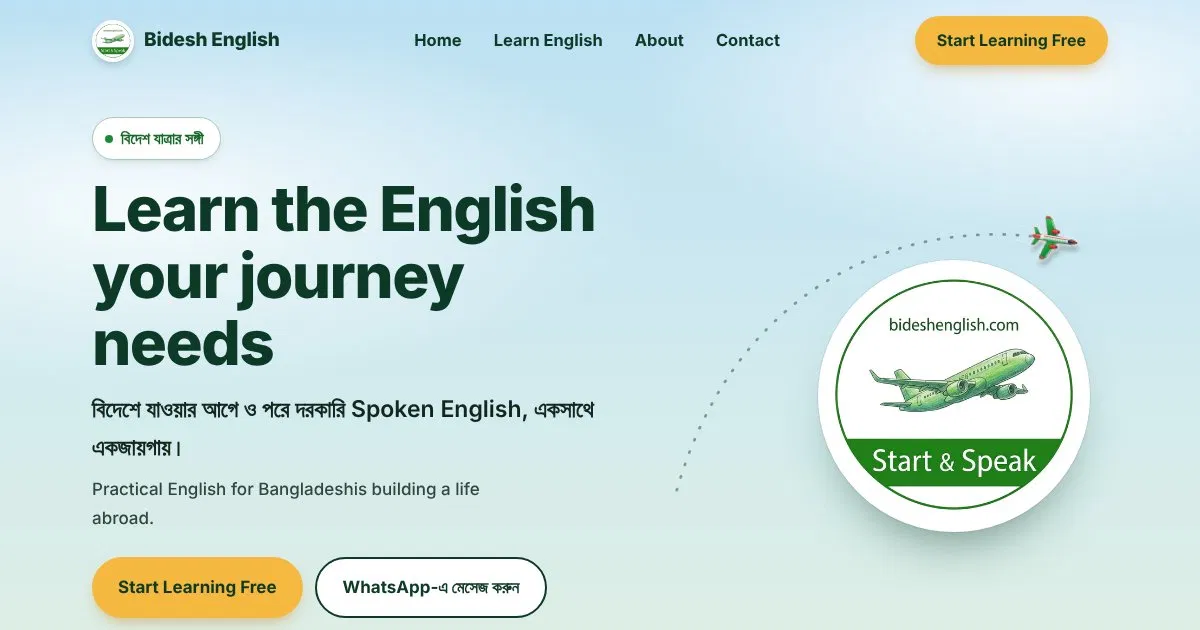 Bidesh English
Home
Learn English
About
Contact
Start Learning Free
বিদেশ যাত্রার সঙ্গী
Learn the English
your journey
needs
বিদেশে যাওয়ার আগে ও পরে দরকারি Spoken English, একসাথে
একজায়গায়।
Practical English for Bangladeshis building a life
abroad.
Start Learning Free
WhatsApp-এ মেসেজ করুন
bideshenglish.com
Start & Speak